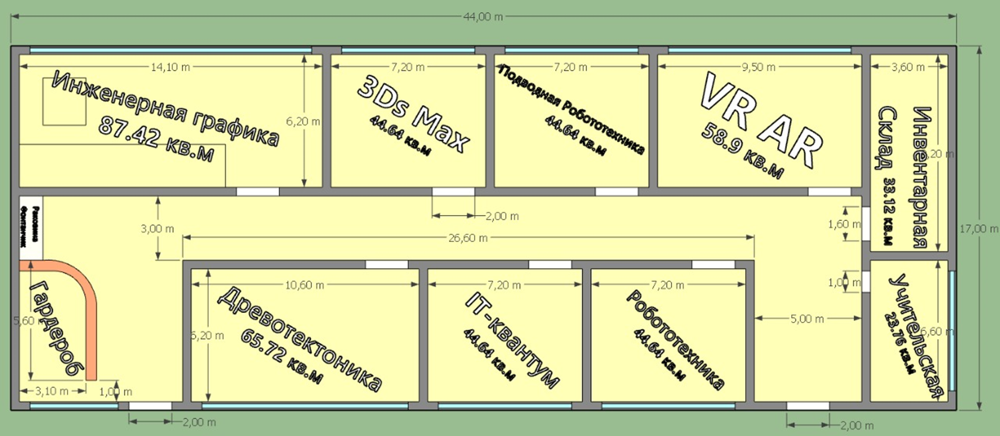 44,00 m
14,10 m
7,20 m
7,20 m
9,50 m
3,60 m
Инженерная графика
87.42 кв.м
6,20 m
3Ds Max
44.64 кв.м
Подводная Робототехника
44.64 кв.м
VR AR
58.9 кв.м
Инвентарная
Склад 33.12 кв.м
,20 m
17,00 m
Раковина
Фонтанчик
3,00 m
2,00 m
26,60 m
1,60 m
1,00 m
Гардероб
5,60 m
3,10 m
1,00 m
10,60 m
7,20 m
7,20 m
Древотектоника
65.72 кв.м
6,20 m
IT-квантум
44.64 кв.м
Робототехника
44.64 кв.м
5,00 m
Учительская
23.76 кв.м
6,60 m
2,00 m
2,00 m